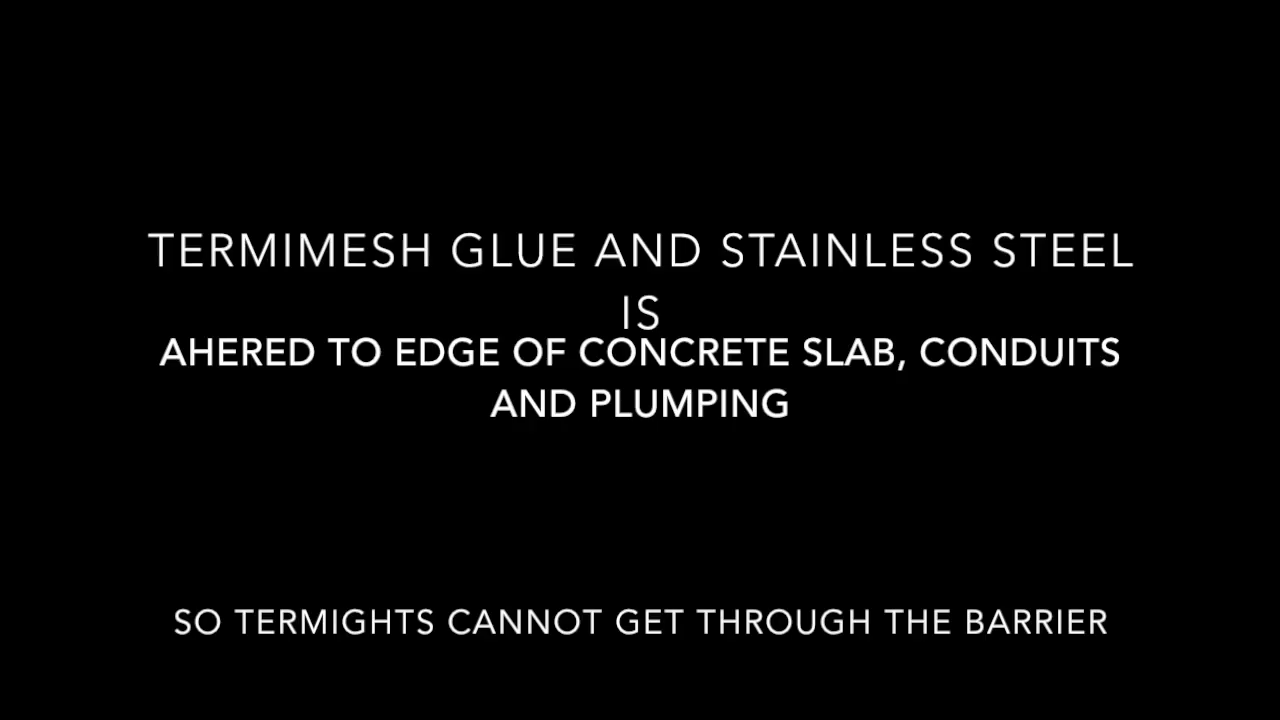 TERMIMESH GLUE AND STAINLESS STEEL
IS
AHERED TO EDGE OF CONCRETE SLAB, CONDUITS
AND PLUMPING
SO TERMIGHTS CANNOT GET THROUGH THE BARRIER